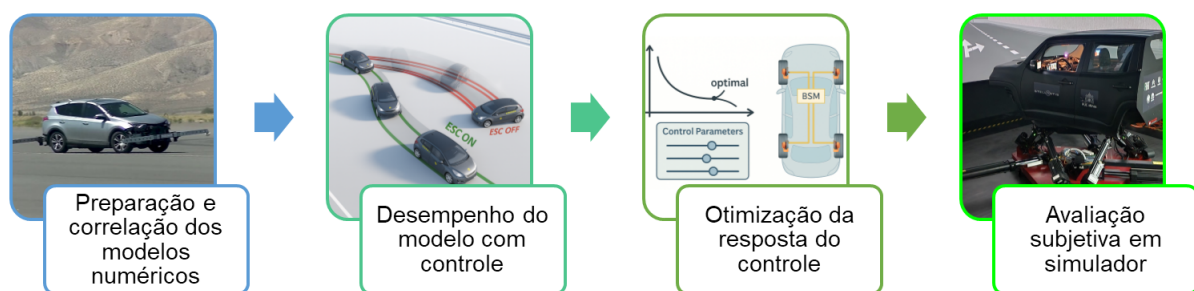 ESC ON
ESC OFF
optimal
Control Parameters
BSM
Preparação e
correlação dos
modelos
numéricos
Desempenho do
modelo com
controle
Otimização da
resposta do
controle
Avaliação
subjetiva em
simulador